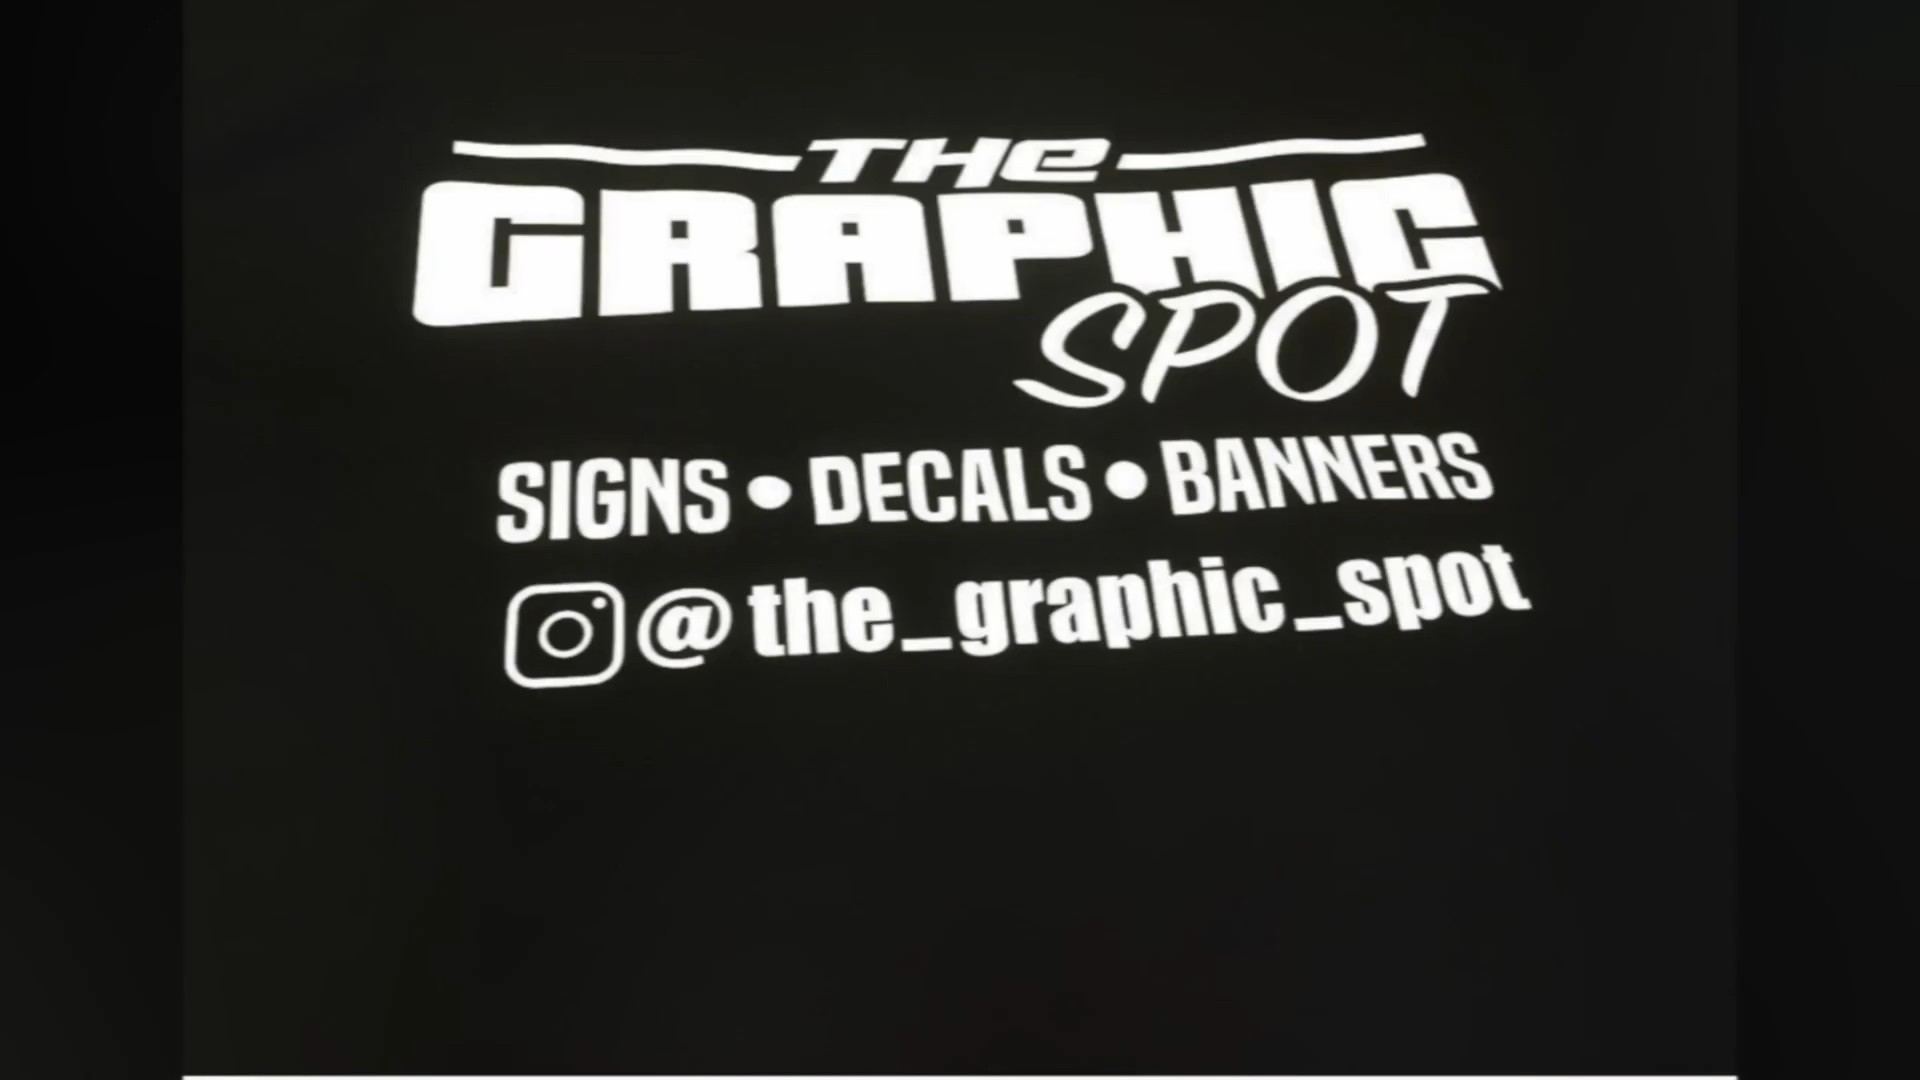 THe
GRAPHIC
SPOT
SIGNS • DECALS • BANNERS
@the_graphic_spot